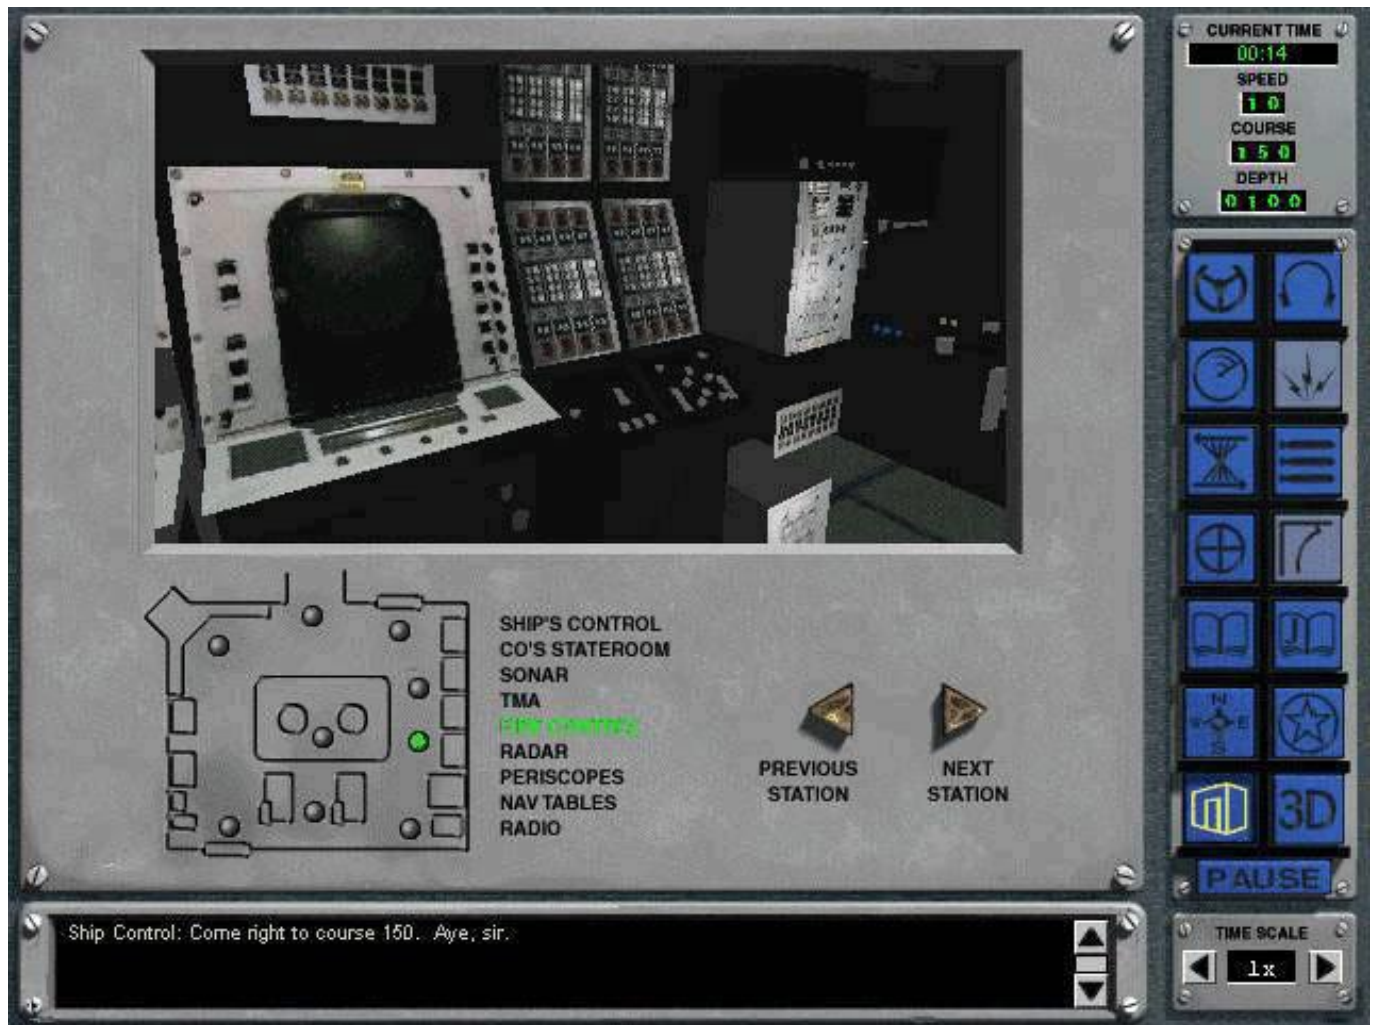 CURRENT TIME
00:14
SPEED
10
COURSE
150
DEPTH
0100
SHIP'S CONTROL
CO'S STATEROOM
SONAR
TMA
FIRE CONTROL
RADAR
PERISCOPES
NAV TABLES
RADIO
PREVIOUS
STATION
NEXT
STATION
N
W E
S
3D
PAUSE
Ship Control: Come right to course 150. Aye, sir.
TIME SCALE
1x